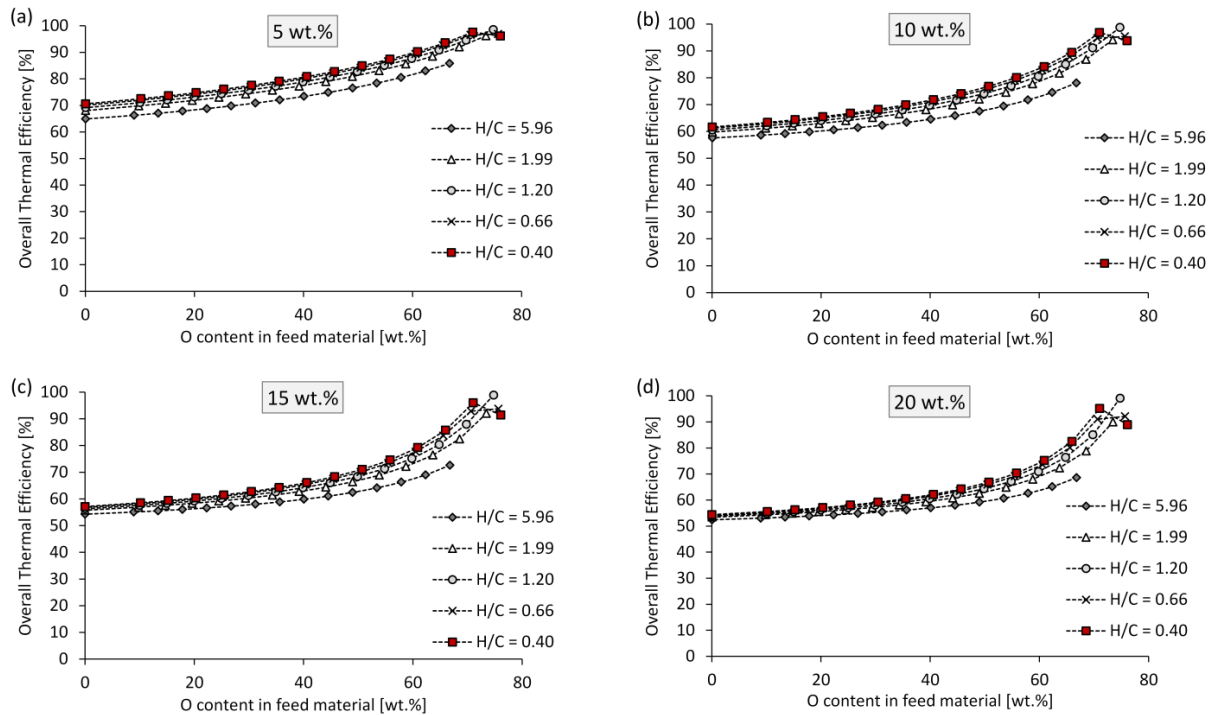 (a)
5 wt.%
Overall Thermal Efficiency [%]
100
90
80
70
60
50
40
30
20
10
0
0 20 40 60 80
O content in feed material [wt.%]
H/C = 5.96
H/C = 1.99
H/C = 1.20
H/C = 0.66
H/C = 0.40
(b)
10 wt.%
Overall Thermal Efficiency [%]
100
90
80
70
60
50
40
30
20
10
0
0 20 40 60 80
O content in feed material [wt.%]
H/C = 5.96
H/C = 1.99
H/C = 1.20
H/C = 0.66
H/C = 0.40
(c)
15 wt.%
Overall Thermal Efficiency [%]
100
90
80
70
60
50
40
30
20
10
0
0 20 40 60 80
O content in feed material [wt.%]
H/C = 5.96
H/C = 1.99
H/C = 1.20
H/C = 0.66
H/C = 0.40
(d)
20 wt.%
Overall Thermal Efficiency [%]
100
90
80
70
60
50
40
30
20
10
0
0 20 40 60 80
O content in feed material [wt.%]
H/C = 5.96
H/C = 1.99
H/C = 1.20
H/C = 0.66
H/C = 0.40